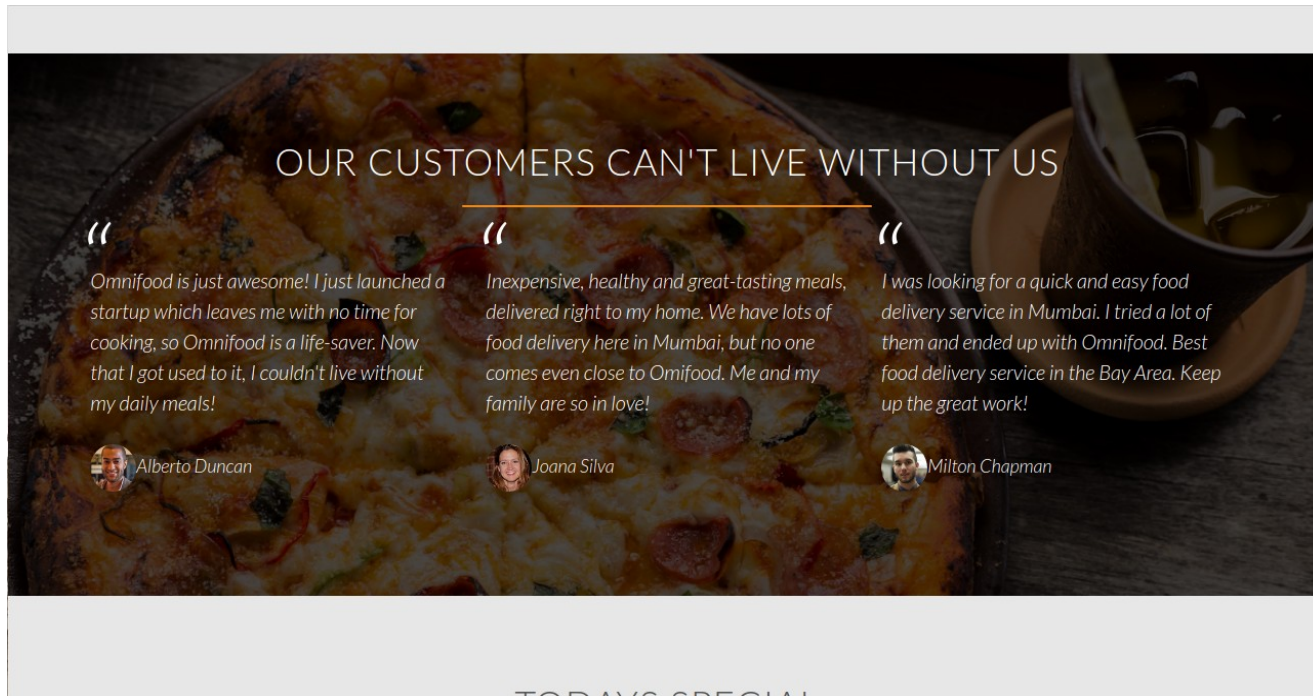 OUR CUSTOMERS CAN'T LIVE WITHOUT US
“
Omnifood is just awesome! I just launched a
startup which leaves me with no time for
cooking, so Omnifood is a life-saver. Now
that I got used to it, I couldn't live without
my daily meals!
Alberto Duncan
“
Inexpensive, healthy and great-tasting meals,
delivered right to my home. We have lots of
food delivery here in Mumbai, but no one
comes even close to Omifood. Me and my
family are so in love!
Joana Silva
“
I was looking for a quick and easy food
delivery service in Mumbai. I tried a lot of
them and ended up with Omnifood. Best
food delivery service in the Bay Area. Keep
up the great work!
Milton Chapman
TODAYS SPECIAL